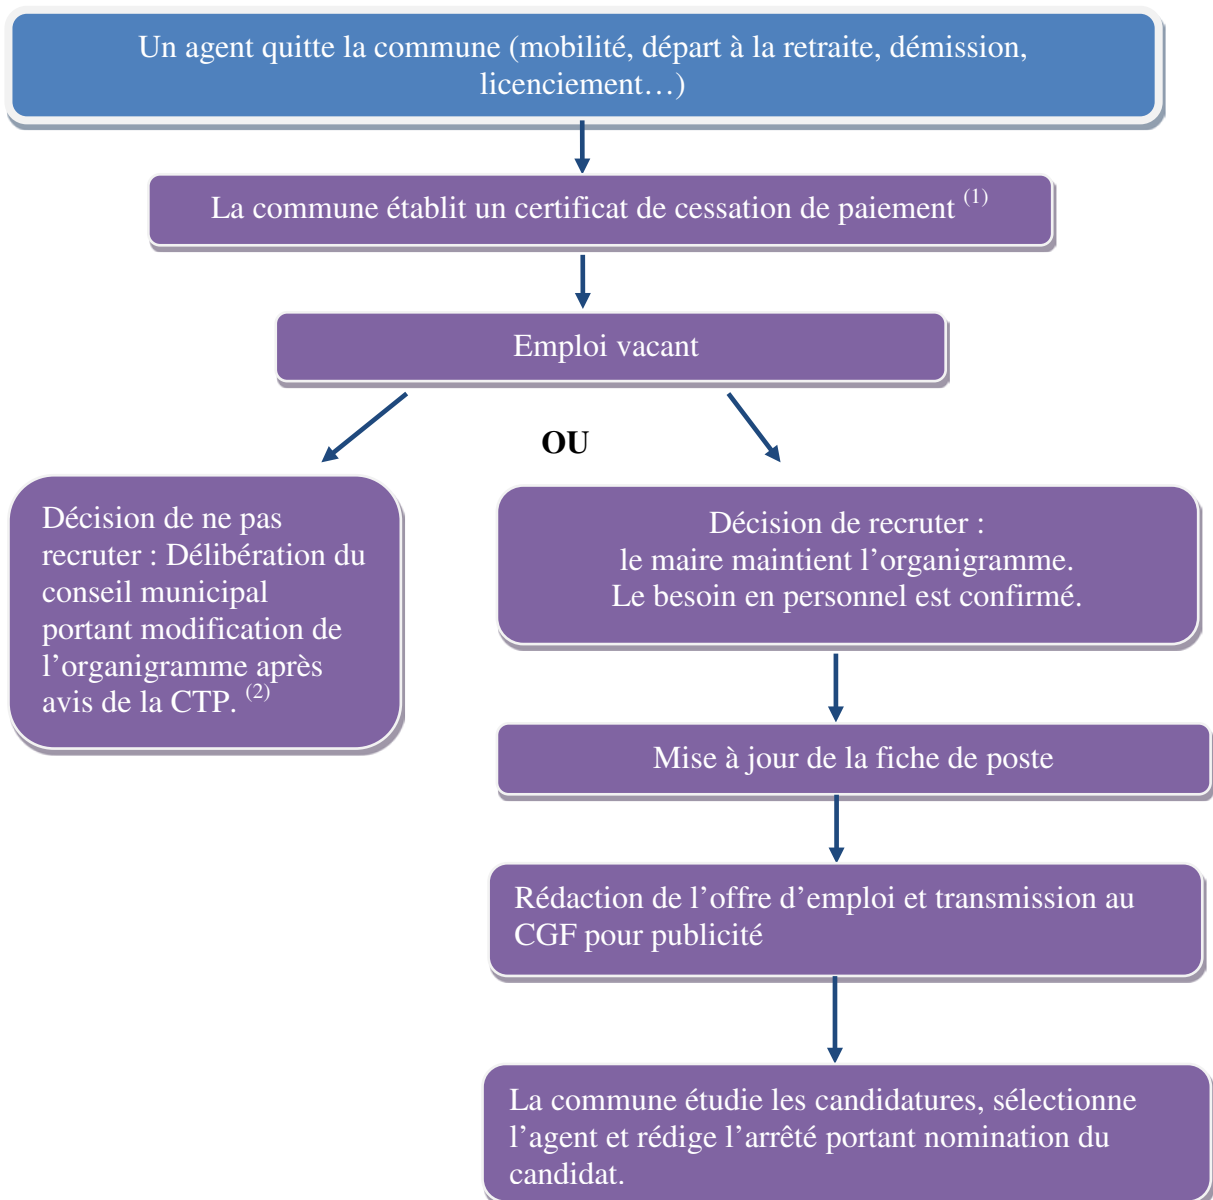 Un agent quitte la commune (mobilité, départ à la retraite, démission,
licenciement…)
La commune établit un certificat de cessation de paiement (1)
Emploi vacant
OU
Décision de ne pas
recruter : Délibération du
conseil municipal
portant modification de
l’organigramme après
avis de la CTP. (2)
Décision de recruter :
le maire maintient l’organigramme.
Le besoin en personnel est confirmé.
Mise à jour de la fiche de poste
Rédaction de l’offre d’emploi et transmission au
CGF pour publicité
La commune étudie les candidatures, sélectionne
l’agent et rédige l’arrêté portant nomination du
candidat.